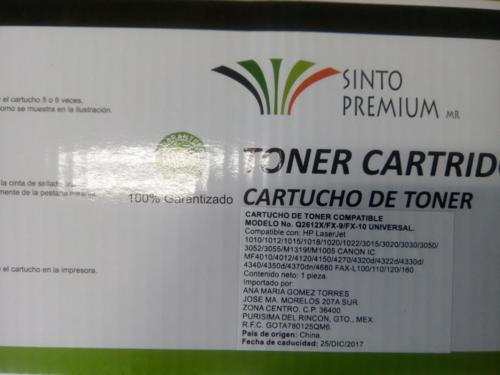 r el cartucho 5 o 6 veces,
omo se muestra en la ilustración.
SINTO
PREMIUM MR
la cinta de sellado,
mente de la pestaña
100% Garantizado
TONER CARTRID
CARTUCHO DE TONER
CARTUCHO DE TONER COMPATIBLE
MODELO No. Q2612X/FX-9/FX-10 UNIVERSAL.
Compatible con: HP LaserJet
1010/1012/1015/1018/1020/1022/3015/3020/3030/3050/
3052/3055/M1319f/M1005 CANON IC
MF4010/4012/4120/4150/4270/4320d/4322d/4330d/
4340/4350d/4370dn/4680 FAX-L100/110/120/160
Contenido neto: 1 pieza.
Importado por:
ANA MARIA GOMEZ TORRES
JOSE MA. MORELOS 207A SUR.
ZONA CENTRO. C.P. 36400
PURISIMA DEL RINCON, GTO., MEX.
R.F.C. GOTA780125QM6.
País de origen: China.
Fecha de caducidad: 25/DIC/2017
e el cartucho en la impresora.